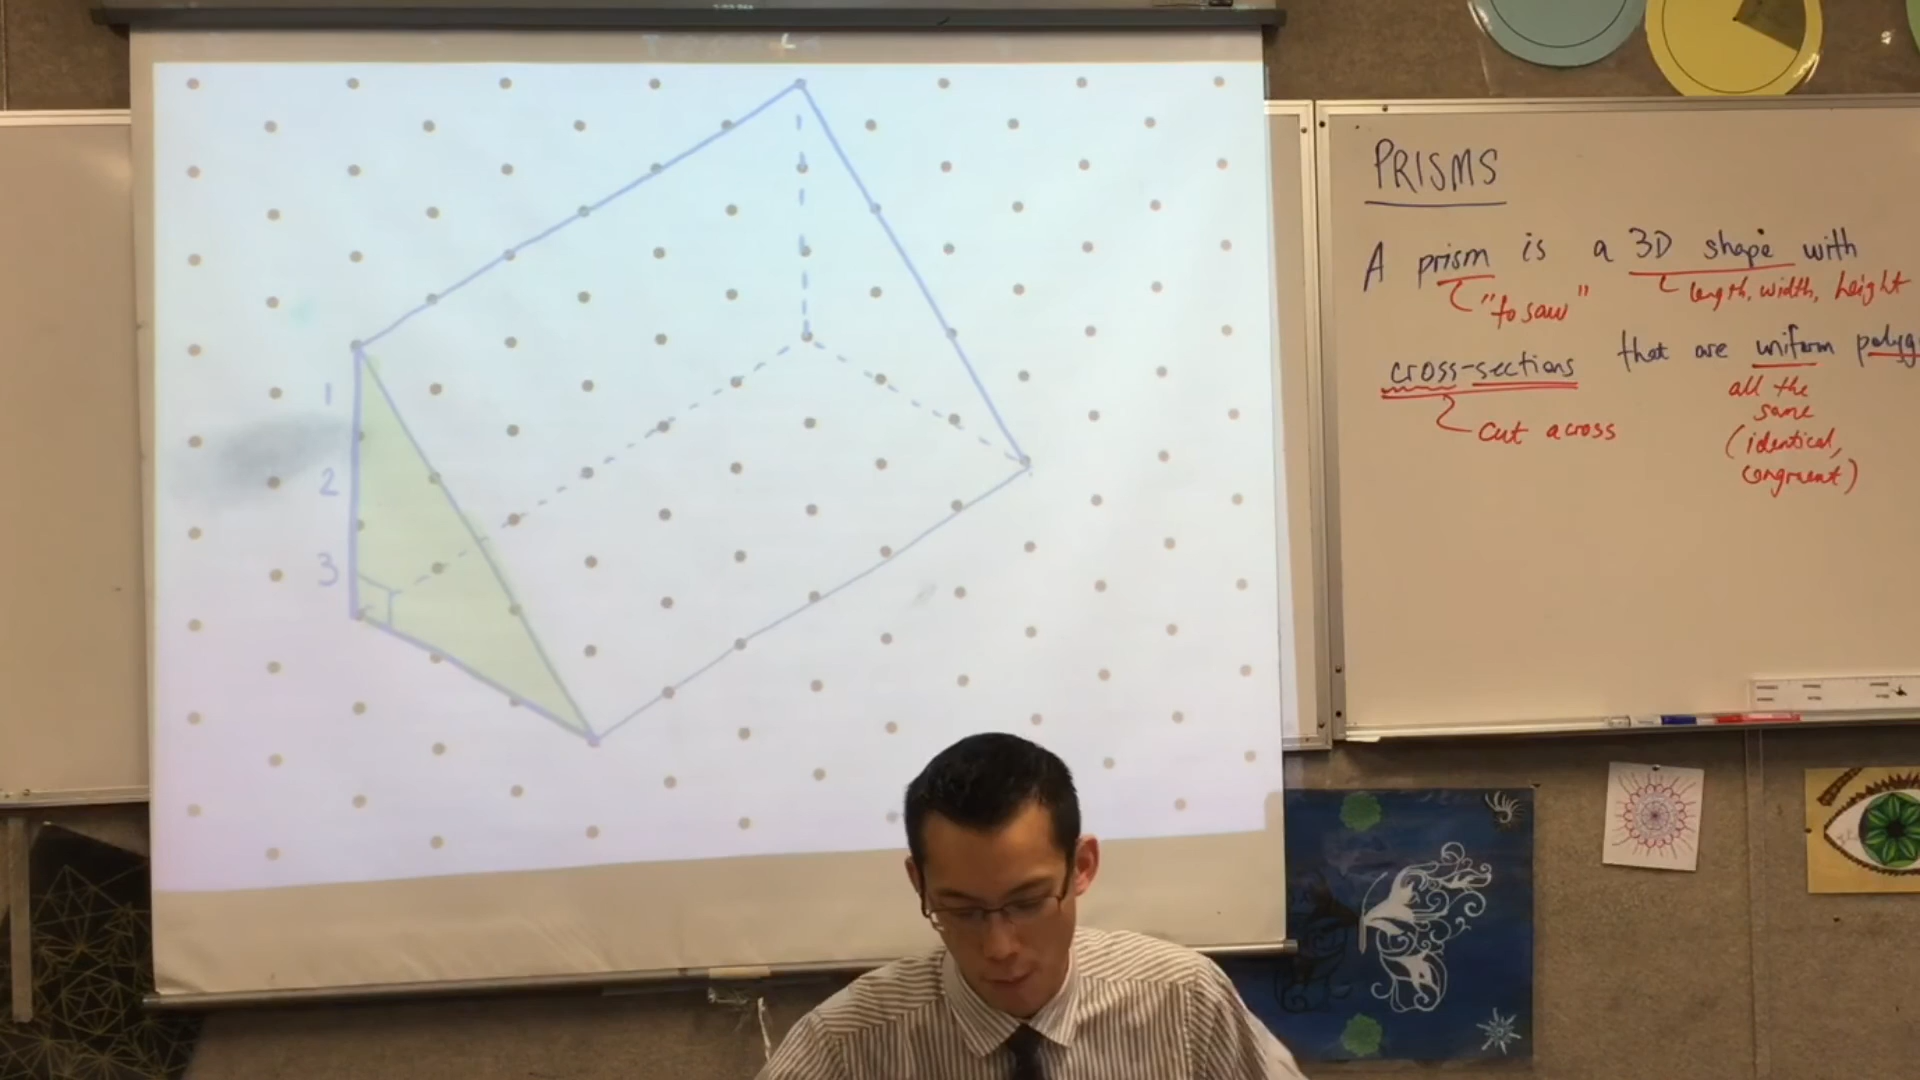 1
2
3
PRISMS
A prism is a 3D shape with
"to saw"
length, width, height
cross-sections that are uniform polyg
cut across
all the
same
(identical,
congruent)